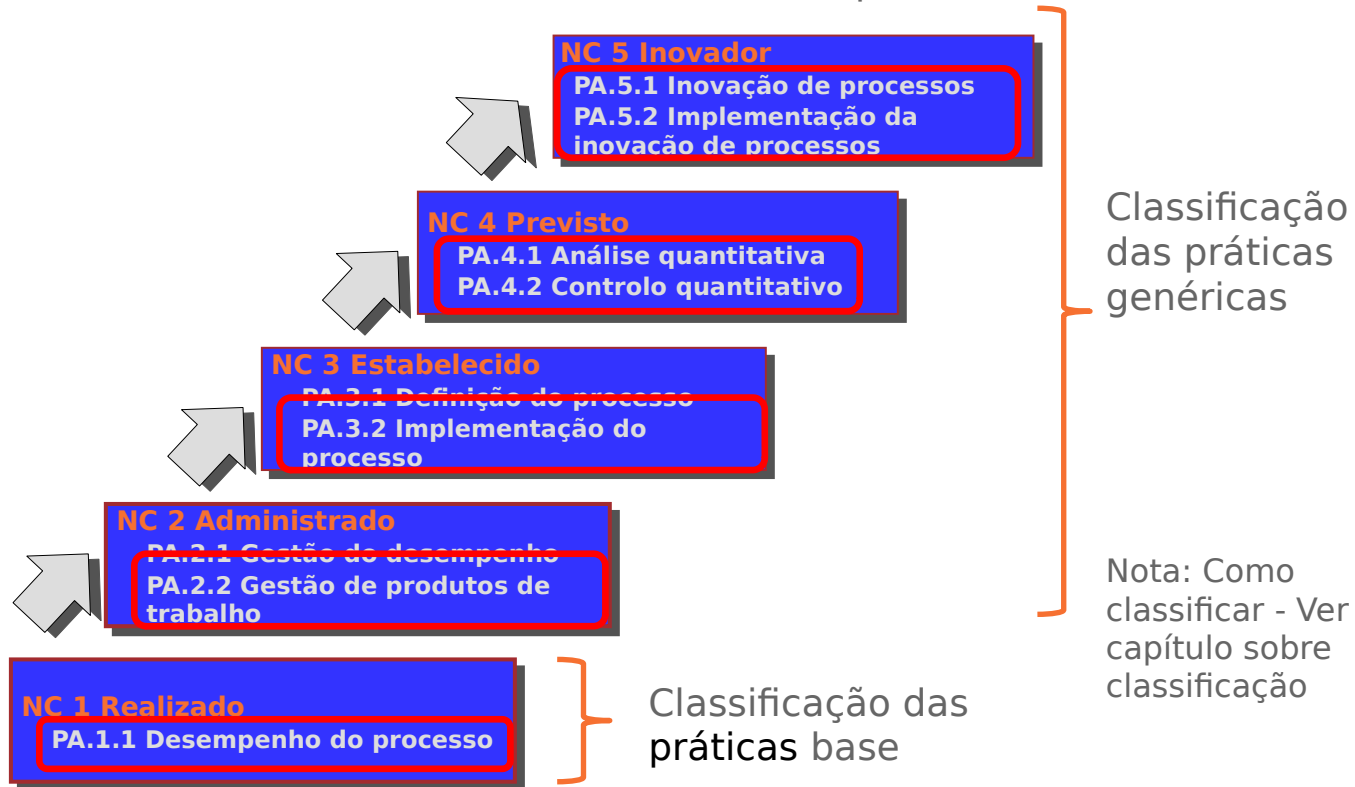 NC 5 Inovador
PA.5.1 Inovação de processos
PA.5.2 Implementação da
inovação de processos
NC 4 Previsto
PA.4.1 Análise quantitativa
PA.4.2 Controlo quantitativo
Classificação
das práticas
genéricas
NC 3 Estabelecido
PA.3.1 Definição do processo
PA.3.2 Implementação do
processo
NC 2 Administrado
PA.2.1 Gestão do desempenho
PA.2.2 Gestão de produtos de
trabalho
Nota: Como
classificar - Ver
capítulo sobre
classificação
NC 1 Realizado
PA.1.1 Desempenho do processo
Classificação das
práticas base